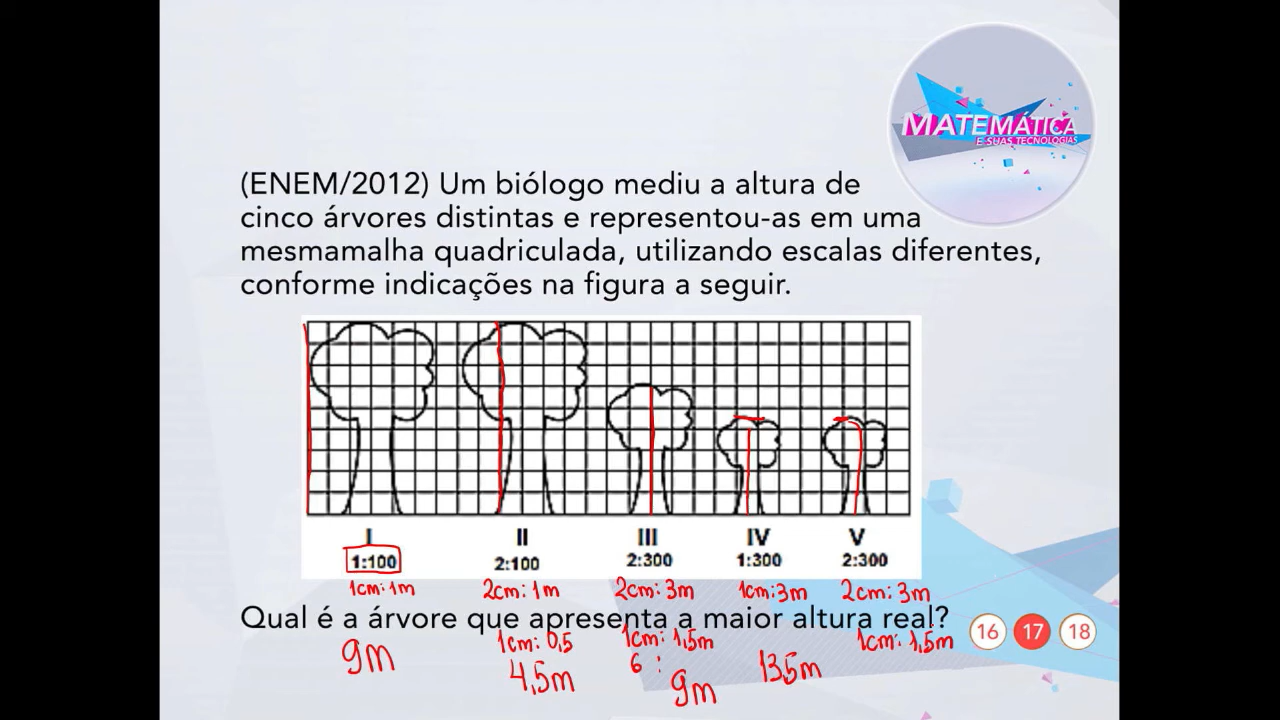 MATEMÁTICA
E SUAS TECNOLOGIAS
(ENEM/2012) Um biólogo mediu a altura de
cinco árvores distintas e representou-as em uma
mesmamalha quadriculada, utilizando escalas diferentes,
conforme indicações na figura a seguir.
I II III IV V
1:100 2:100 2:300 1:300 2:300
1cm:1m 2cm:1m 2cm:3m 1cm:3m 2cm:3m
Qual é a árvore que apresenta a maior altura real?
16 17 18
1cm:0,5 1cm:1,5m 1cm:1,5m
9m 4,5m 6: 9m 13,5m